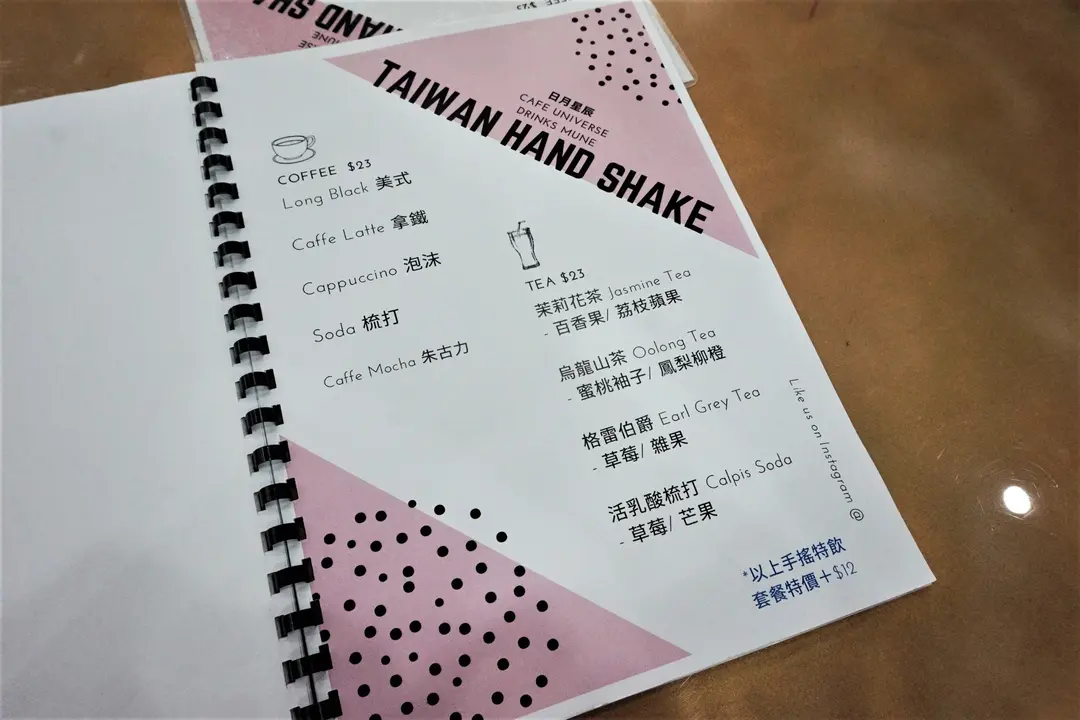 TAIWAN HAND SHAKE
日月星辰
CAFE UNIVERSE
DRINKS MUNE
COFFEE $23
Long Black 美式
Caffe Latte 拿鐵
Cappuccino 泡沫
Soda 梳打
Caffe Mocha 朱古力
TEA $23
茉莉花茶 Jasmine Tea
- 百香果/ 荔枝蘋果
烏龍山茶 Oolong Tea
- 蜜桃袖子/ 鳳梨柳橙
格雷伯爵 Earl Grey Tea
- 草莓/ 雜果
活乳酸梳打 Calpis Soda
- 草莓/ 芒果
Like us on Instagram @
*以上手搖特飲
套餐特價+$12